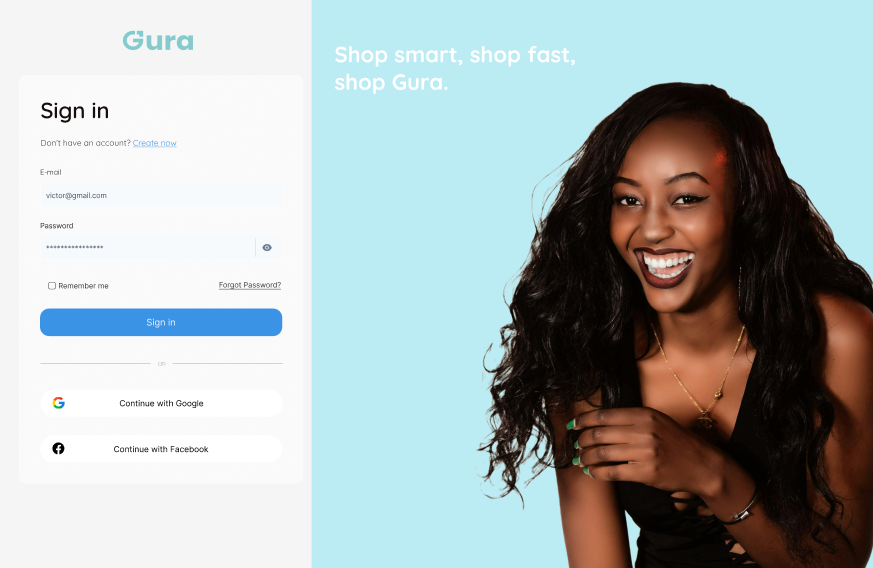 Gura
Sign in
Don't have an account? Create now
E-mail
victor@gmail.com
Password
****************
Remember me
Forgot Password?
Sign in
Continue with Google
Continue with Facebook
Shop smart, shop fast,
shop Gura.